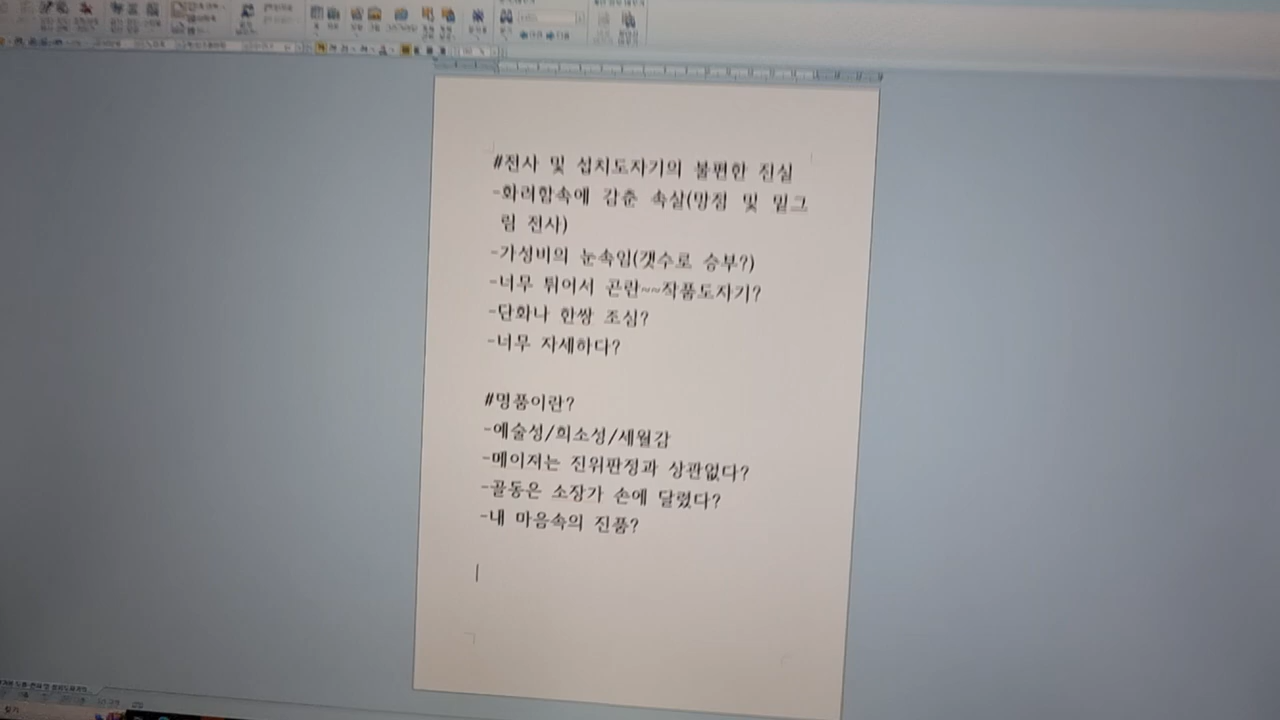 #전사 및 섭치도자기의 불편한 진실
-화려함속에 감춘 속살(망점 및 밑그
림 전사)
-가성비의 눈속임(갯수로 승부?)
-너무 튀어서 곤란~~작품도자기?
-단화나 한쌍 조심?
-너무 자세하다?
#명품이란?
-예술성/희소성/세월감
-메이져는 진위판정과 상관없다?
-골동은 소장가 손에 달렸다?
-내 마음속의 진품?
찾기